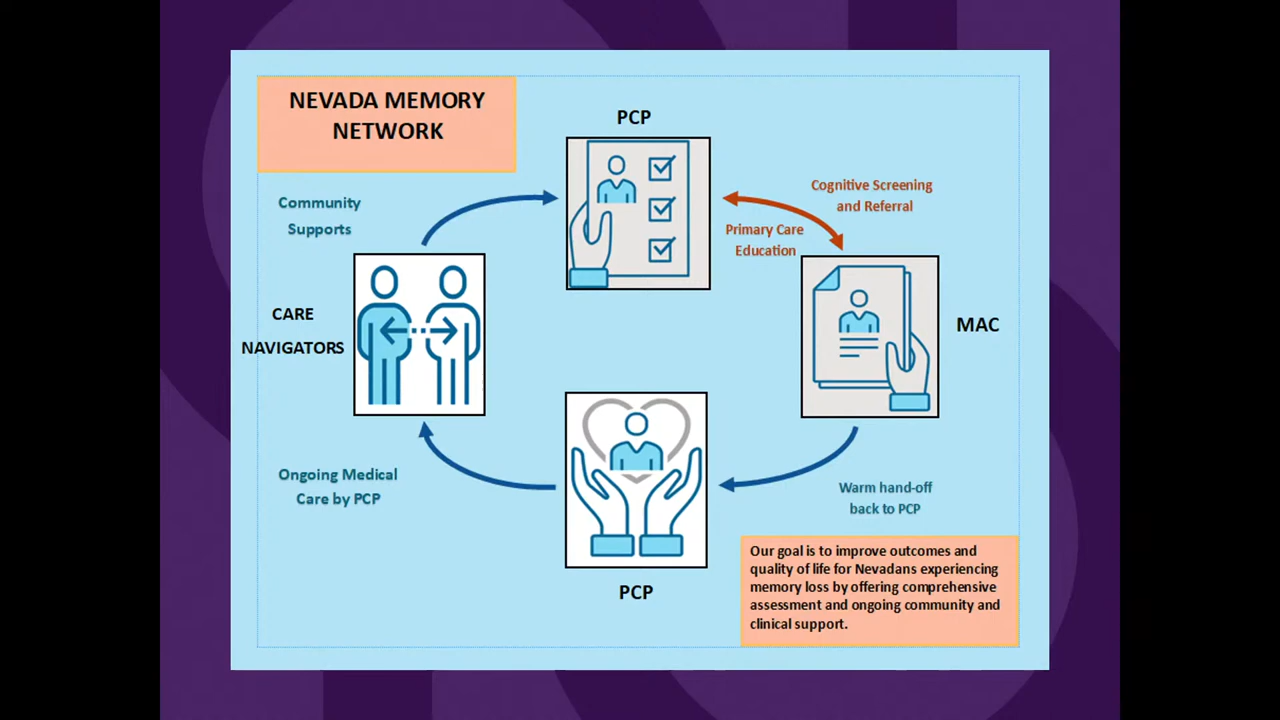 NEVADA MEMORY
NETWORK
PCP
Community
Supports
Cognitive Screening
and Referral
Primary Care
Education
CARE
NAVIGATORS
MAC
Ongoing Medical
Care by PCP
Warm hand-off
back to PCP
PCP
Our goal is to improve outcomes and
quality of life for Nevadans experiencing
memory loss by offering comprehensive
assessment and ongoing community and
clinical support.